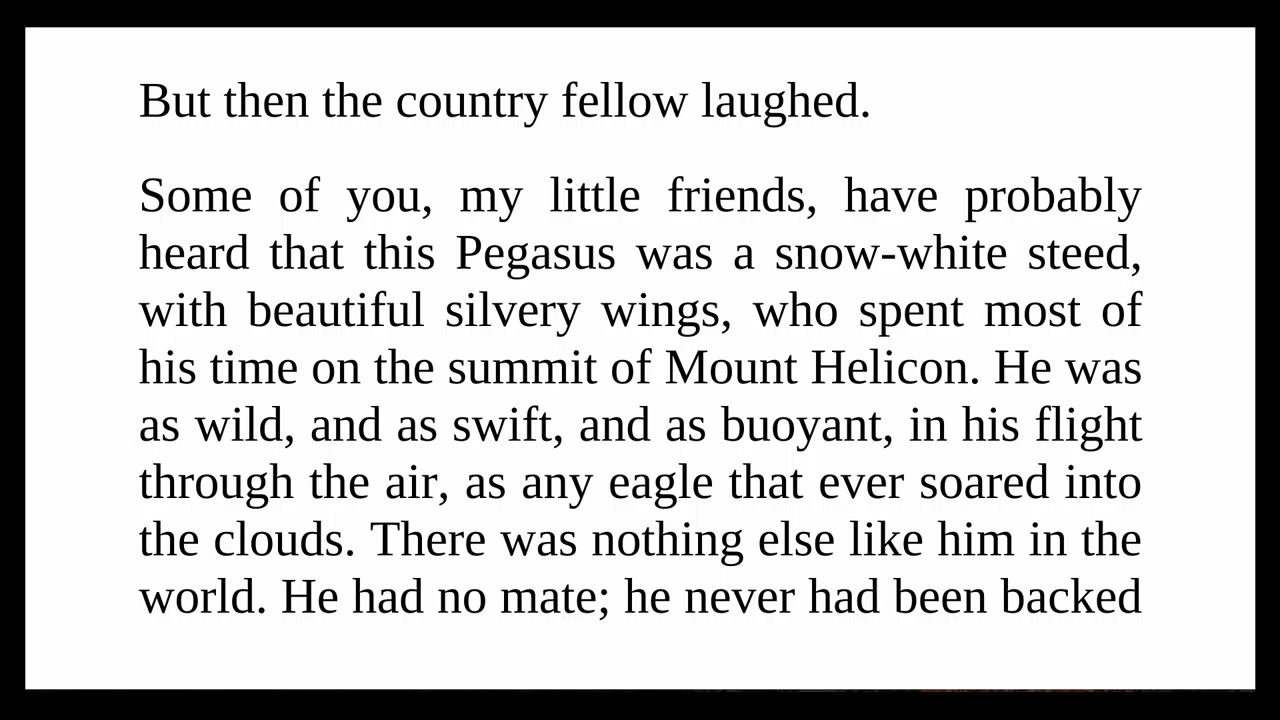 But then the country fellow laughed.
Some of you, my little friends, have probably
heard that this Pegasus was a snow-white steed,
with beautiful silvery wings, who spent most of
his time on the summit of Mount Helicon. He was
as wild, and as swift, and as buoyant, in his flight
through the air, as any eagle that ever soared into
the clouds. There was nothing else like him in the
world. He had no mate; he never had been backed